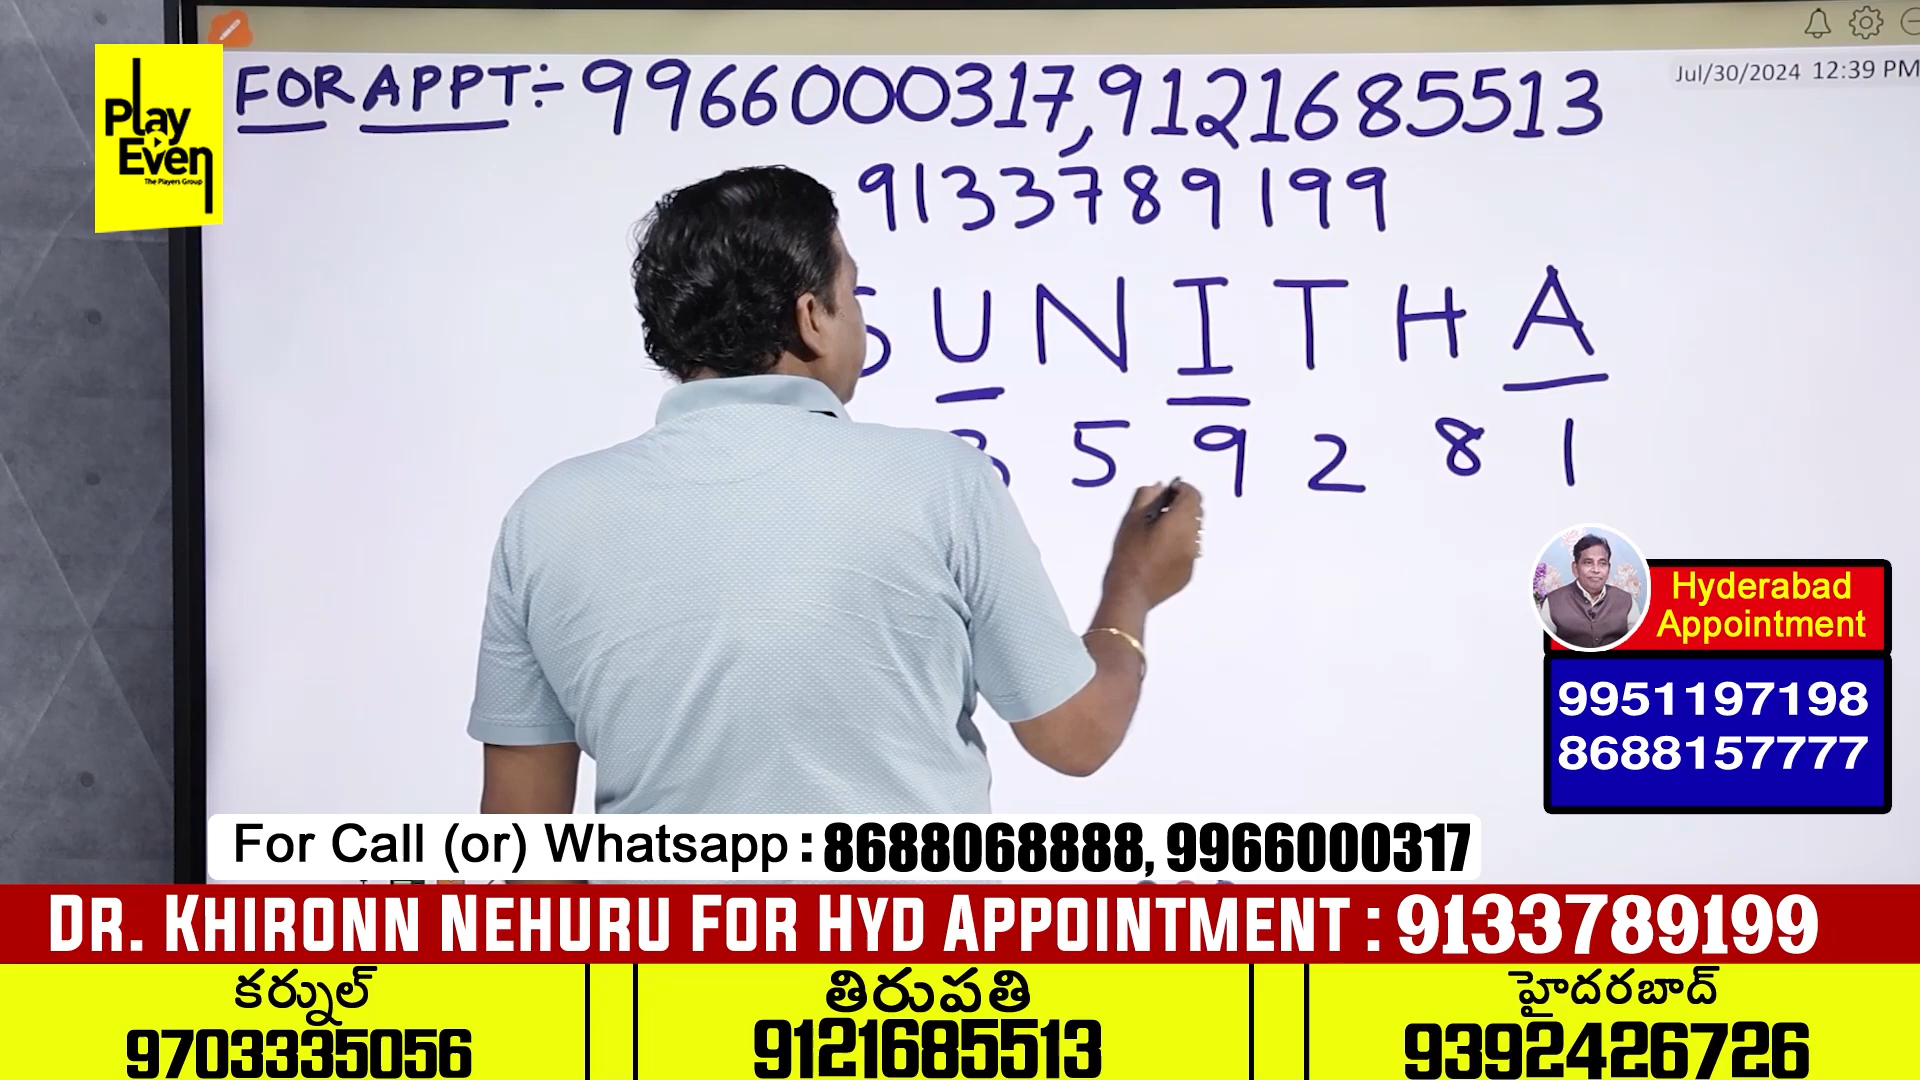 Play
Even
The Players Group
FOR APPT:- 9966000317, 9121685513
Jul/30/2024 12:39 PM
9133789199
S U N I T H A
3 5 9 2 8 1
Hyderabad
Appointment
9951197198
8688157777
For Call (or) Whatsapp : 8688068888, 9966000317
DR. KHIRONN NEHURU FOR HYD APPOINTMENT : 9133789199
కర్నుల్
9703335056
తిరుపతి
9121685513
హైదరబాద్
9392426726